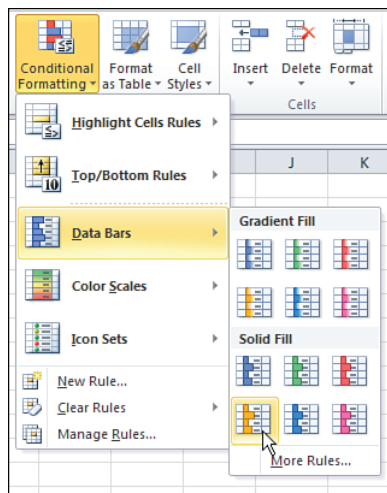 Conditional Format Cell Insert Delete Format
Formatting as Table Styles
Cells
Highlight Cells Rules
J K
Top/Bottom Rules
10
Data Bars
Gradient Fill
Color Scales
Icon Sets
Solid Fill
New Rule...
Clear Rules
Manage Rules...
More Rules...